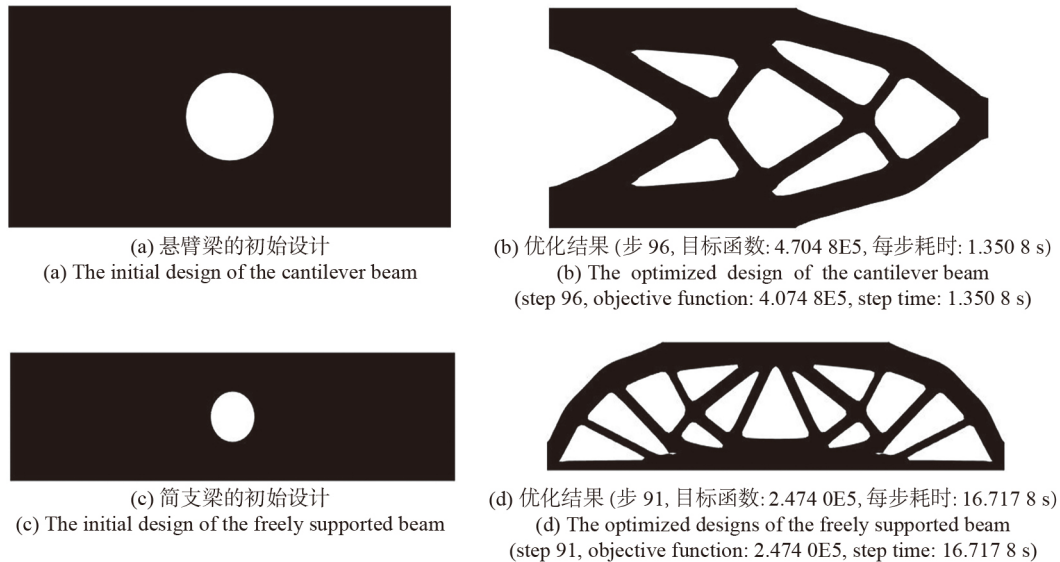 (a) 悬臂梁的初始设计
(a) The initial design of the cantilever beam
(b) 优化结果 (步 96, 目标函数: 4.704 8E5, 每步耗时: 1.350 8 s)
(b) The optimized design of the cantilever beam
(step 96, objective function: 4.074 8E5, step time: 1.350 8 s)
(c) 简支梁的初始设计
(c) The initial design of the freely supported beam
(d) 优化结果 (步 91, 目标函数: 2.474 0E5, 每步耗时: 16.717 8 s)
(d) The optimized designs of the freely supported beam
(step 91, objective function: 2.474 0E5, step time: 16.717 8 s)